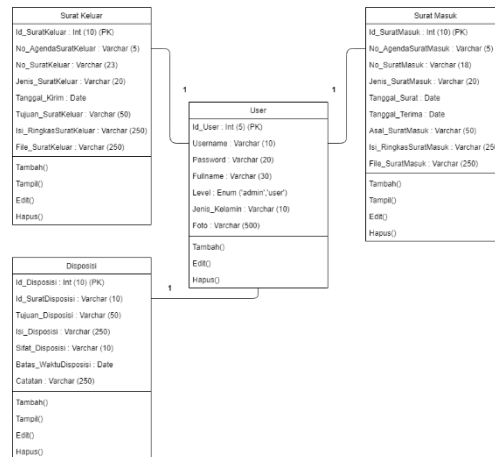 Surat Keluar
Id_SuratKeluar : Int (10) (PK)
No_AgendaSuratKeluar : Varchar (5)
No_SuratKeluar : Varchar (23)
Jenis_SuratKeluar : Varchar (20)
Tanggal_Kirim : Date
Tujuan_SuratKeluar : Varchar (50)
Isi_RingkasSuratKeluar : Varchar (250)
File_SuratKeluar : Varchar (250)
Tambah()
Tampil()
Edit()
Hapus()
1
User
Id_User : Int (5) (PK)
Username : Varchar (10)
Password : Varchar (20)
Fullname : Varchar (30)
Level : Enum ('admin','user')
Jenis_Kelamin : Varchar (10)
Foto : Varchar (500)
Tambah()
Edit()
Hapus()
1
Surat Masuk
Id_SuratMasuk : Int (10) (PK)
No_AgendaSuratMasuk : Varchar (5)
No_SuratMasuk : Varchar (18)
Jenis_SuratMasuk : Varchar (20)
Tanggal_Surat : Date
Tanggal_Terima : Date
Asal_SuratMasuk : Varchar (50)
Isi_RingkasSuratMasuk : Varchar (250
File_SuratMasuk : Varchar (250)
Tambah()
Tampil()
Edit()
Hapus()
Disposisi
Id_Disposisi : Int (10) (PK)
Id_SuratDisposisi : Varchar (10)
Tujuan_Disposisi : Varchar (50)
Isi_Disposisi : Varchar (250)
Sifat_Disposisi : Varchar (10)
Batas_WaktuDisposisi : Date
Catatan : Varchar (250)
Tambah()
Tampil()
Edit()
Hapus()
1